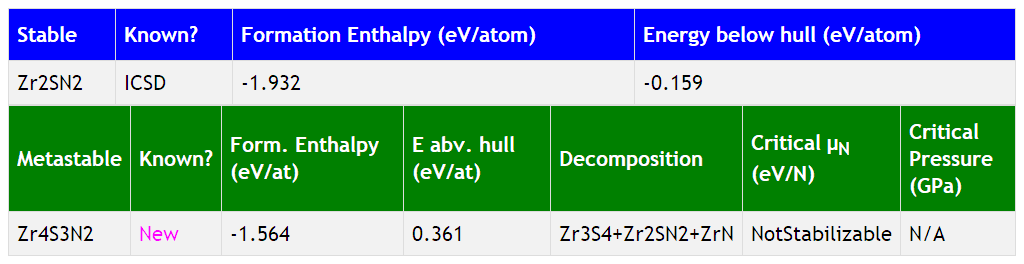 Stable Known? Formation Enthalpy (eV/atom) Energy below hull (eV/atom)
Zr2SN2 ICSD -1.932 -0.159
Metastable Known? Form. Enthalpy (eV/at) E abv. hull (eV/at) Decomposition Critical μN (eV/N) Critical Pressure (GPa)
Zr4S3N2 New -1.564 0.361 Zr3S4+Zr2SN2+ZrN NotStabilizable N/A